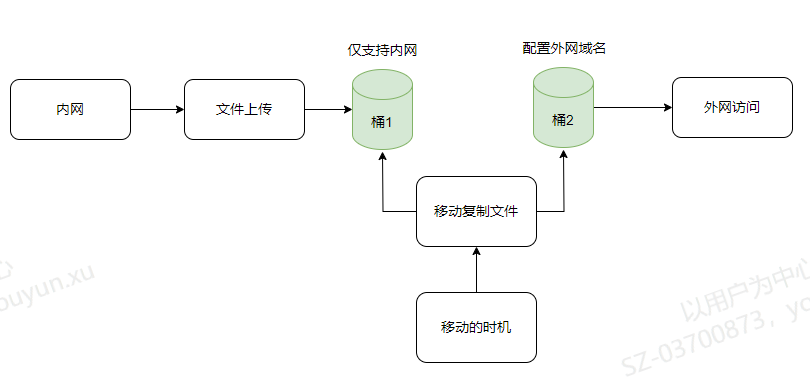 仅支持内网
配置外网域名
内网
文件上传
桶1
桶2
外网访问
移动复制文件
移动的时机
心
ouyun.xu
以用户为中心
SZ-03700873，yo